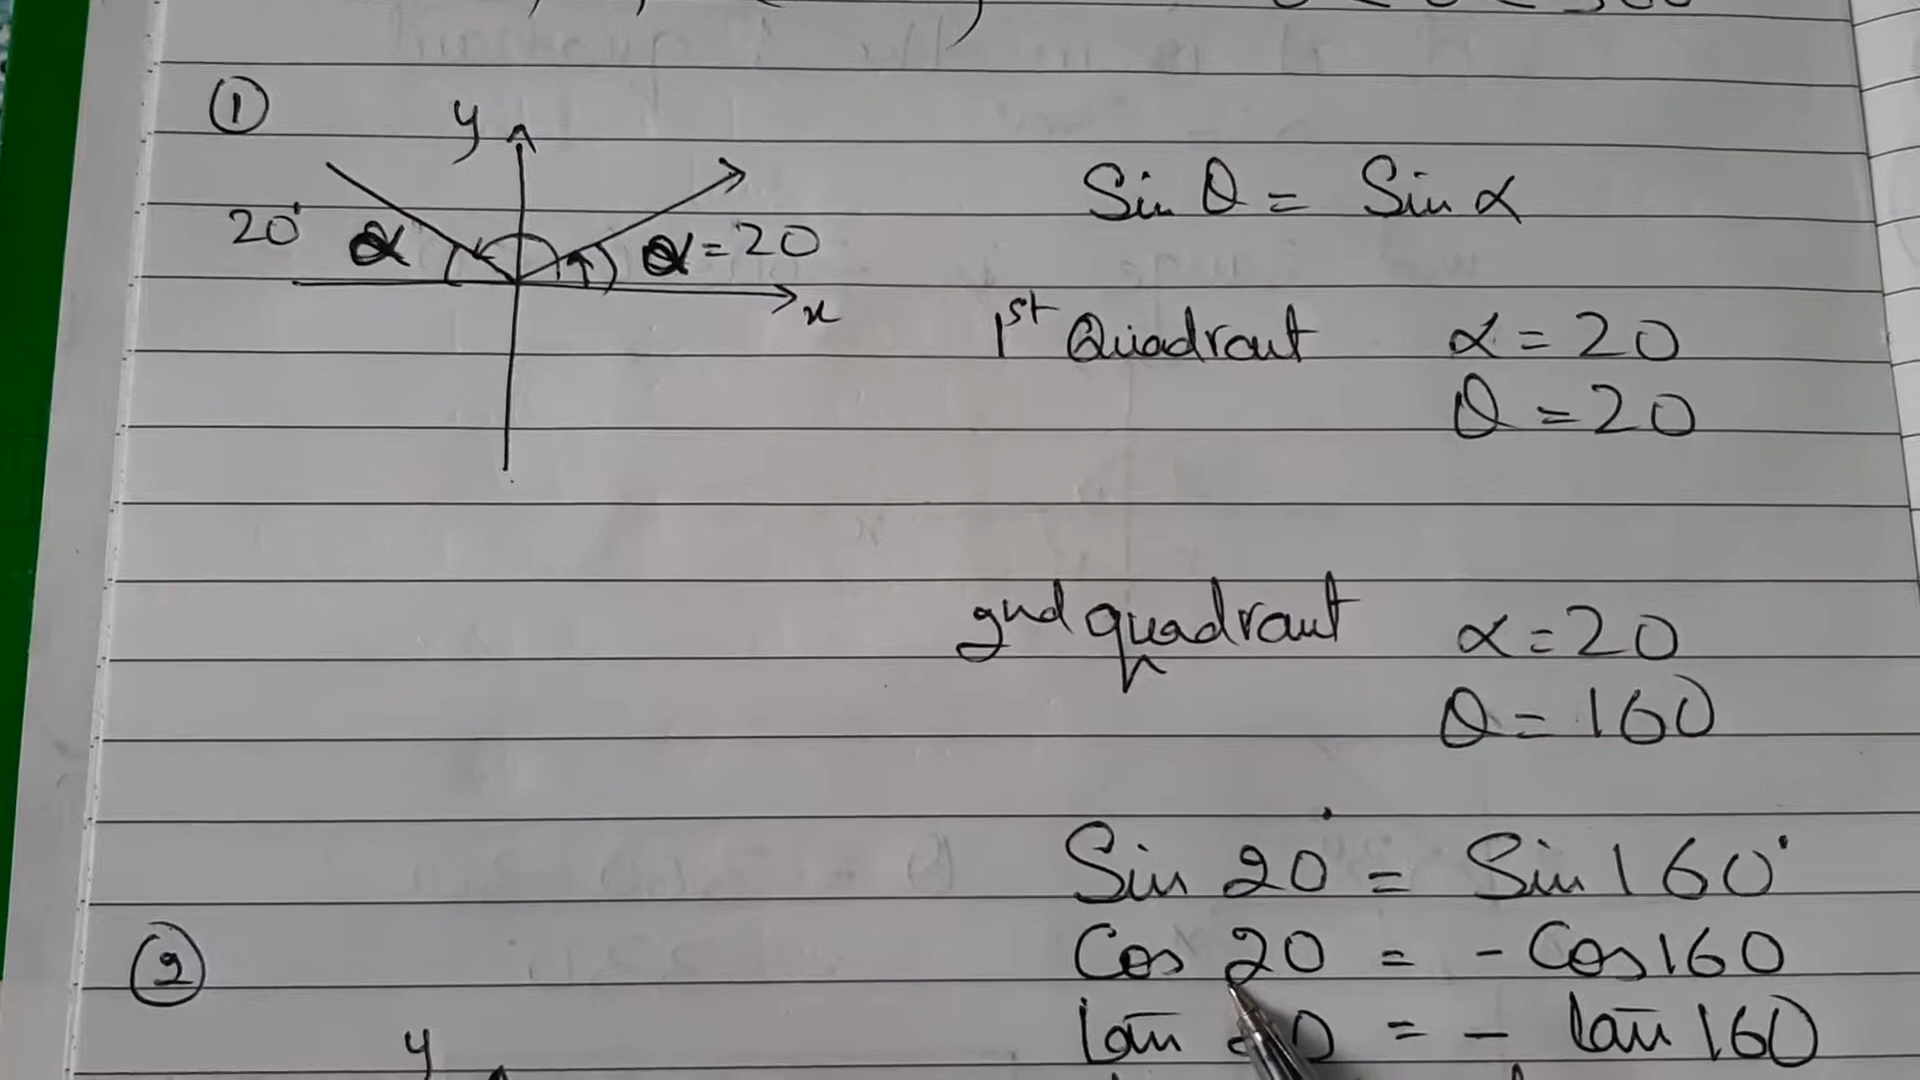 ①
y
Sin θ = Sin α
20° α
α = 20
x
1st Quadrant α = 20
θ = 20
2nd quadrant α = 20
θ = 160
Sin 20° = Sin 160°
Cos 20 = - Cos 160
②
tan 20 = - tan 160
y